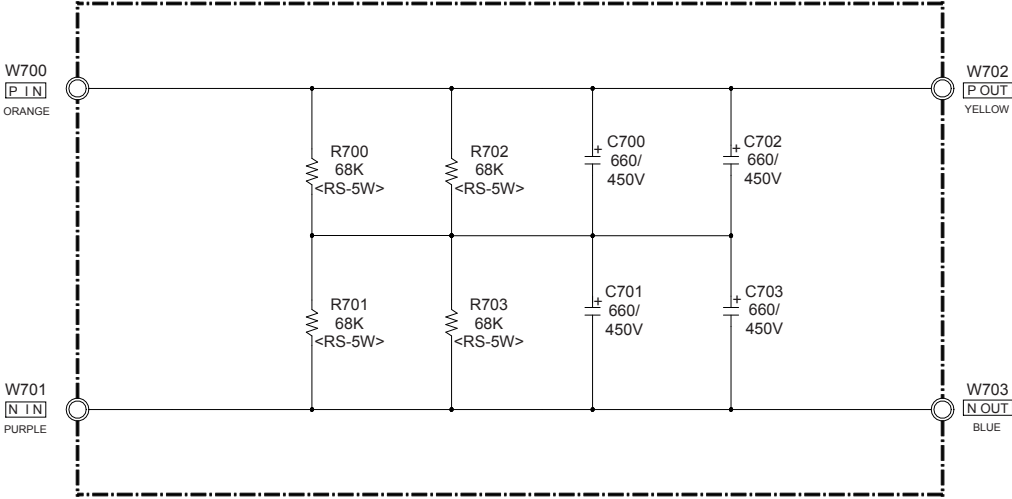 W700
P IN
ORANGE
W702
P OUT
YELLOW
R700
68K
<RS-5W>
R702
68K
<RS-5W>
+ C700
660/
450V
+ C702
660/
450V
R701
68K
<RS-5W>
R703
68K
<RS-5W>
+ C701
660/
450V
+ C703
660/
450V
W701
N IN
PURPLE
W703
N OUT
BLUE